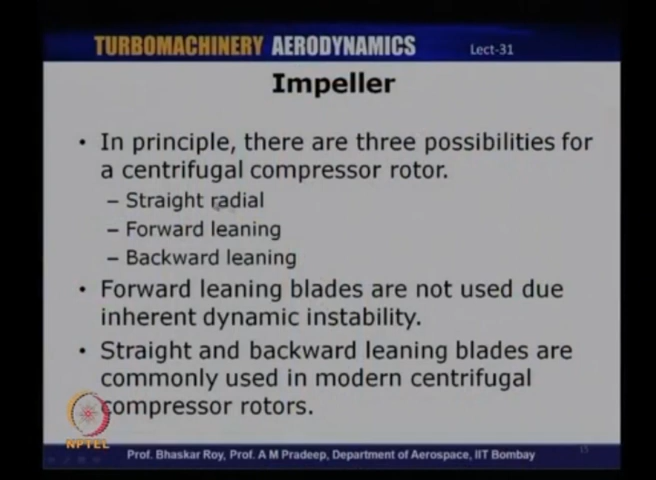 TURBOMACHINERY AERODYNAMICS Lect-31
Impeller
• In principle, there are three possibilities for
a centrifugal compressor rotor.
– Straight radial
– Forward leaning
– Backward leaning
• Forward leaning blades are not used due
inherent dynamic instability.
• Straight and backward leaning blades are
commonly used in modern centrifugal
compressor rotors.
NPTEL
Prof. Bhaskar Roy, Prof. A M Pradeep, Department of Aerospace, IIT Bombay
15